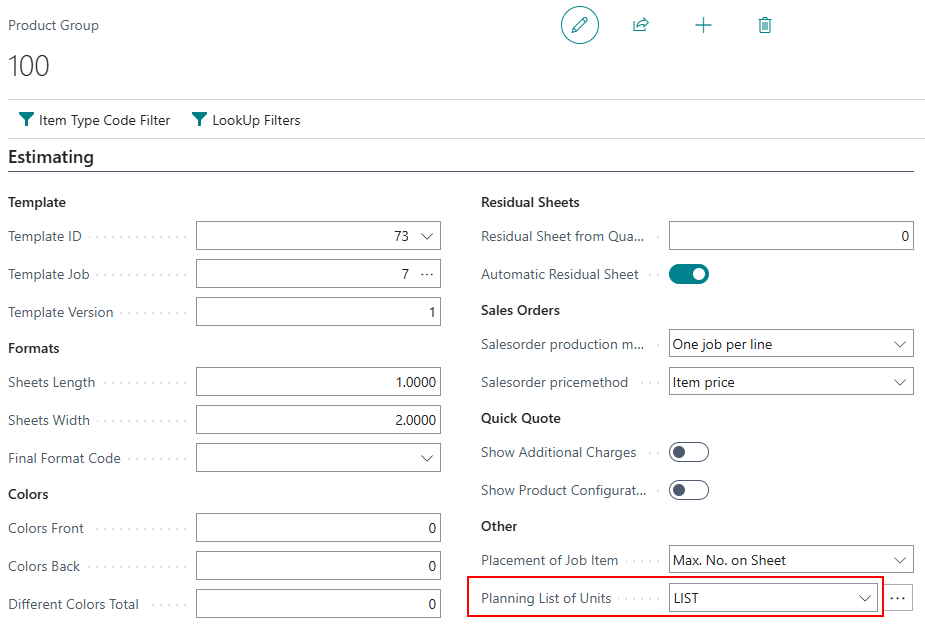 Product Group
100
Item Type Code Filter LookUp Filters
Estimating
Template
Template ID 73
Template Job 7 ...
Template Version 1
Formats
Sheets Length 1.0000
Sheets Width 2.0000
Final Format Code
Colors
Colors Front 0
Colors Back 0
Different Colors Total 0
Residual Sheets
Residual Sheet from Qua... 0
Automatic Residual Sheet
Sales Orders
Salesorder production m... One job per line
Salesorder pricemethod Item price
Quick Quote
Show Additional Charges
Show Product Configurat...
Other
Placement of Job Item Max. No. on Sheet
Planning List of Units LIST ...